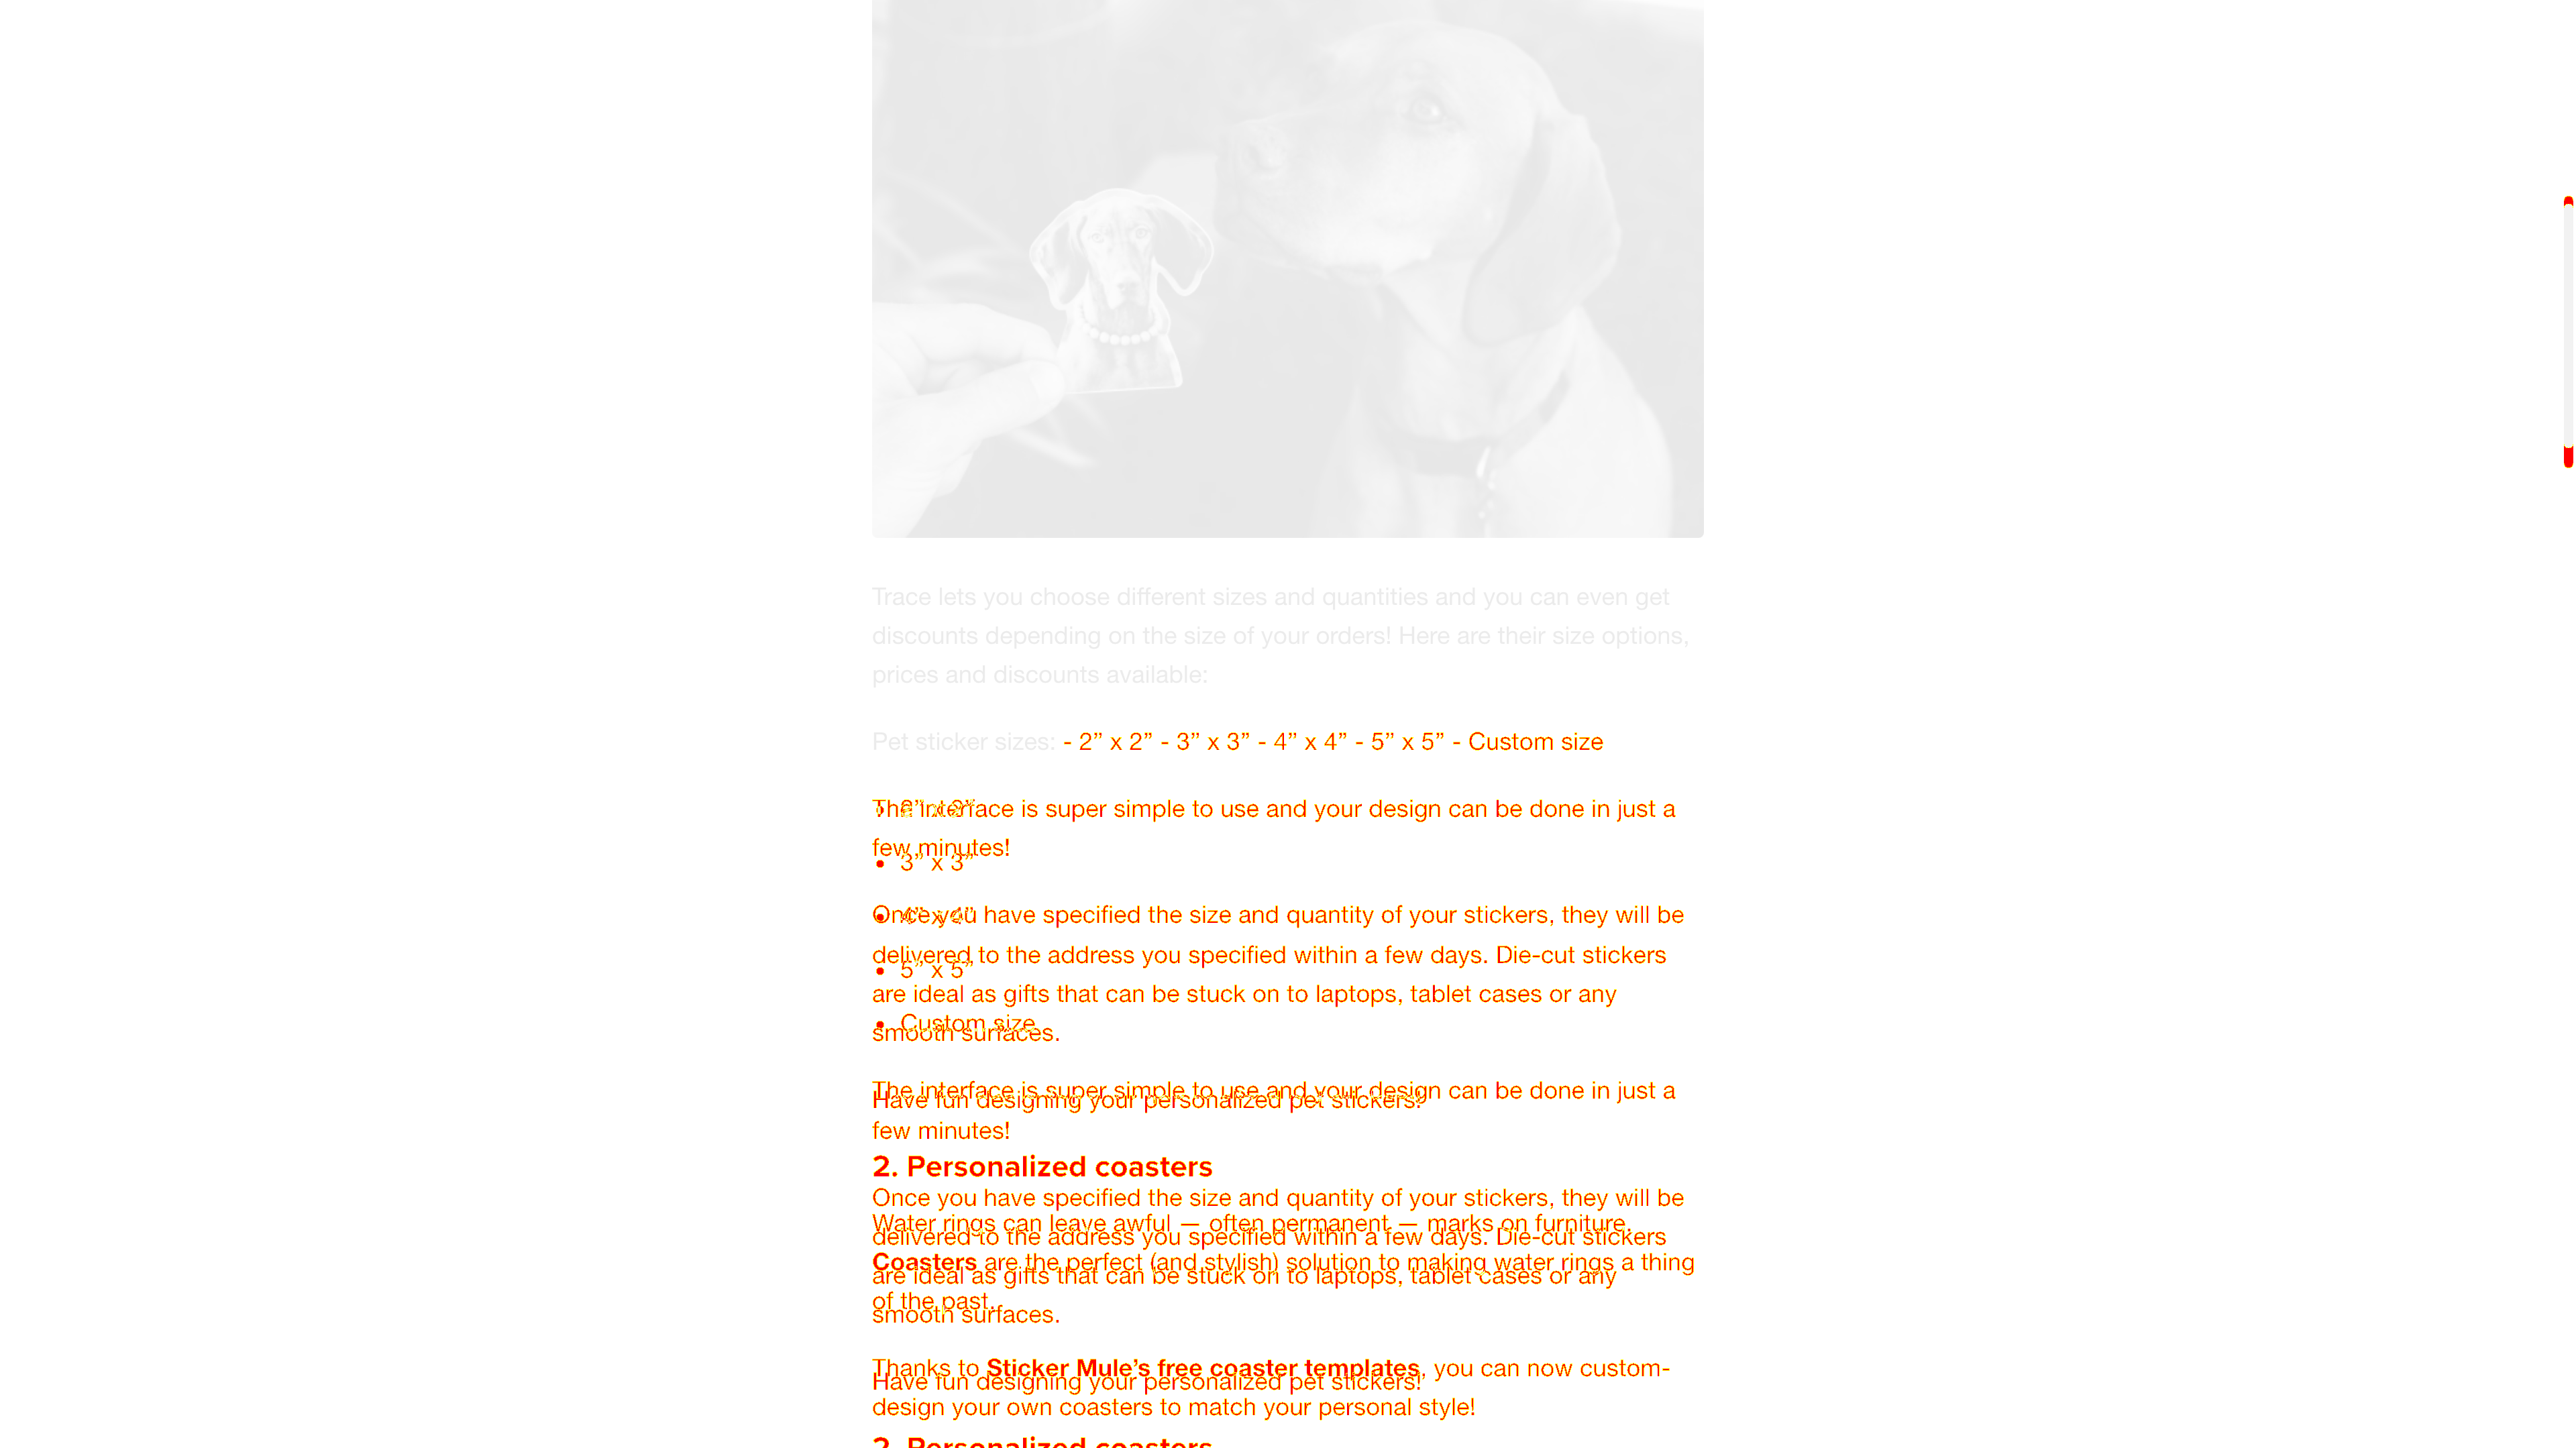 Trace lets you choose different sizes and quantities and you can even get
discounts depending on the size of your orders! Here are their size options,
prices and discounts available:
Pet sticker sizes: - 2” x 2” - 3” x 3” - 4” x 4” - 5” x 5” - Custom size
• 2” x 2”
The interface is super simple to use and your design can be done in just a
few minutes!
• 3” x 3”
Once you have specified the size and quantity of your stickers, they will be
• 4” x 4”
delivered to the address you specified within a few days. Die-cut stickers
• 5” x 5”
are ideal as gifts that can be stuck on to laptops, tablet cases or any
• Custom size
smooth surfaces.
The interface is super simple to use and your design can be done in just a
Have fun designing your personalized pet stickers!
few minutes!
2. Personalized coasters
Once you have specified the size and quantity of your stickers, they will be
Water rings can leave awful — often permanent — marks on furniture.
delivered to the address you specified within a few days. Die-cut stickers
Coasters are the perfect (and stylish) solution to making water rings a thing
are ideal as gifts that can be stuck on to laptops, tablet cases or any
of the past.
smooth surfaces.
Thanks to Sticker Mule’s free coaster templates, you can now custom-
Have fun designing your personalized pet stickers!
design your own coasters to match your personal style!
2. Personalized coasters